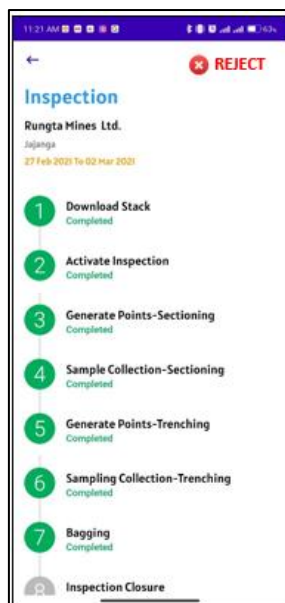 11:21 AM
63%
REJECT
Inspection
Rungta Mines Ltd.
Jajanga
27 Feb 2021 To 02 Mar 2021
1 Download Stack
Completed
2 Activate Inspection
Completed
3 Generate Points-Sectioning
Completed
4 Sample Collection-Sectioning
Completed
5 Generate Points-Trenching
Completed
6 Sampling Collection-Trenching
Completed
7 Bagging
Completed
8 Inspection Closure